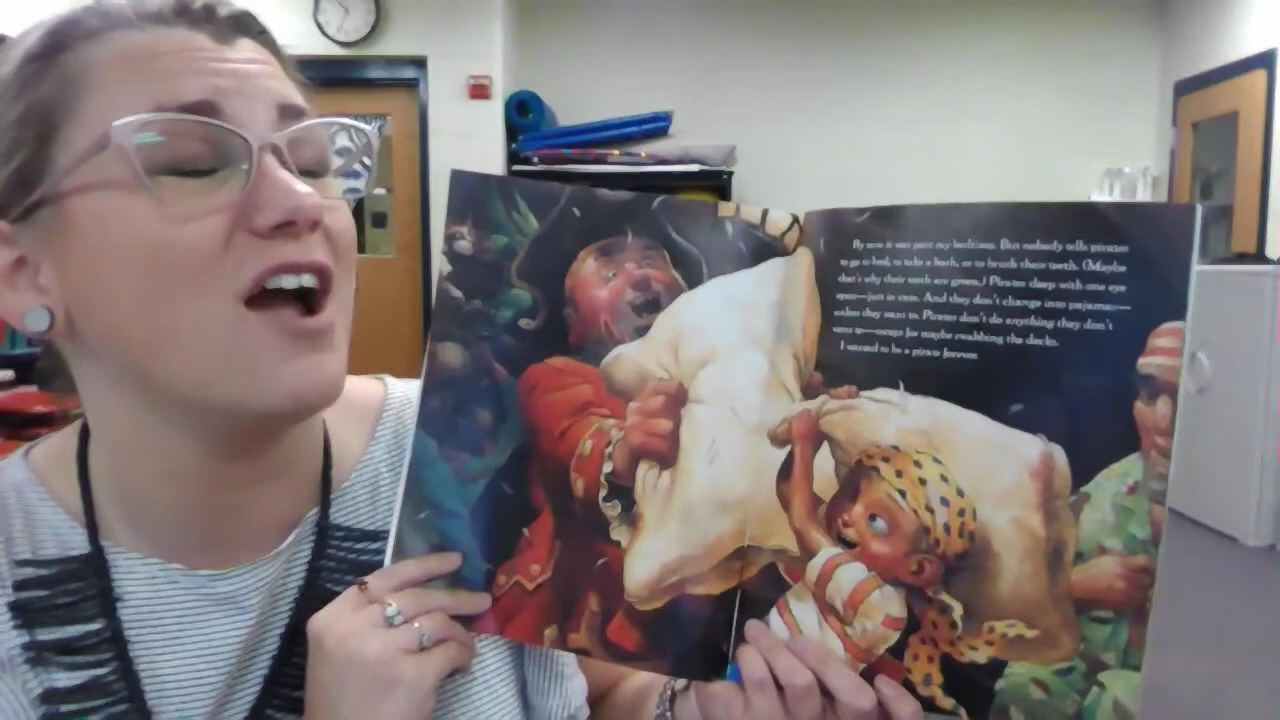 By now it was past my bedtime. But nobody tells pirates
to go to bed, to take a bath, or to brush their teeth. (Maybe
that's why their teeth are green.) Pirates sleep with one eye
open—just in case. And they don't change into pajamas—
unless they want to. Pirates don't do anything they don't
want to—except for maybe swabbing the decks.
I wanted to be a pirate forever.